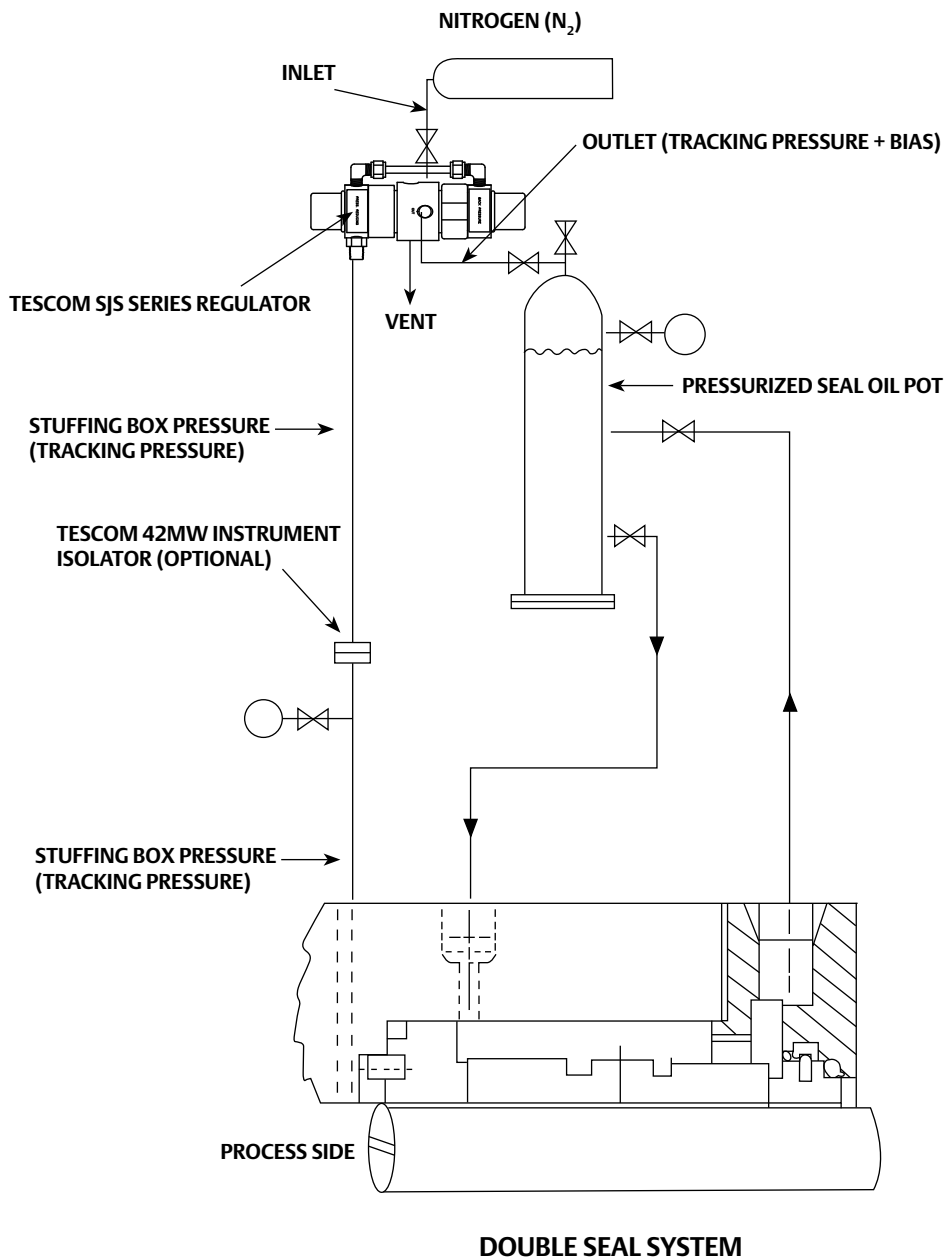 NITROGEN (N₂)
INLET
OUTLET (TRACKING PRESSURE + BIAS)
TESCOM SJS SERIES REGULATOR
VENT
PRESSURIZED SEAL OIL POT
STUFFING BOX PRESSURE
(TRACKING PRESSURE)
TESCOM 42MW INSTRUMENT
ISOLATOR (OPTIONAL)
STUFFING BOX PRESSURE
(TRACKING PRESSURE)
PROCESS SIDE
DOUBLE SEAL SYSTEM